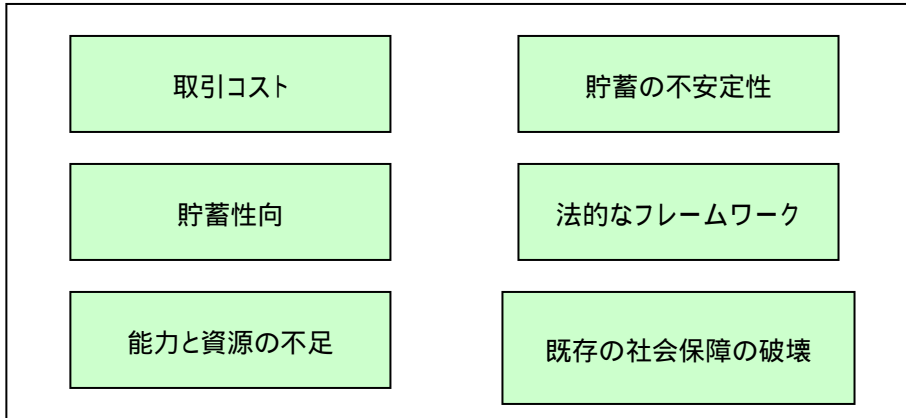 取引コスト
貯蓄の不安定性
貯蓄性向
法的なフレームワーク
能力と資源の不足
既存の社会保障の破壊